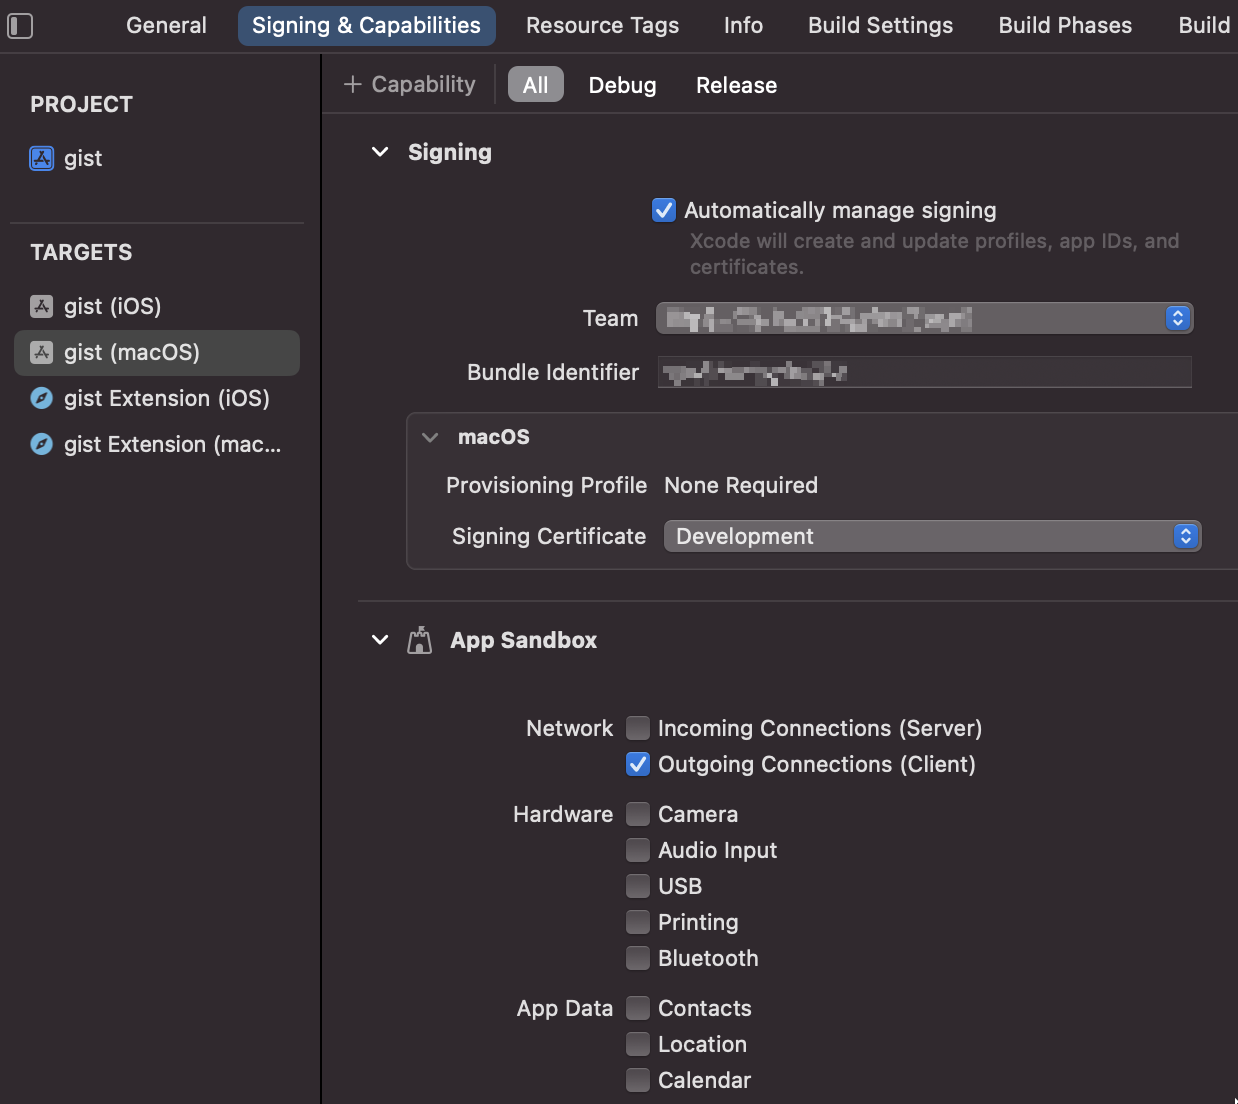 General Signing & Capabilities Resource Tags Info Build Settings Build Phases Build
PROJECT
gist
TARGETS
gist (iOS)
gist (macOS)
gist Extension (iOS)
gist Extension (mac...
+ Capability All Debug Release
Signing
Automatically manage signing
Xcode will create and update profiles, app IDs, and
certificates.
Team
Bundle Identifier
macOS
Provisioning Profile None Required
Signing Certificate Development
App Sandbox
Network Incoming Connections (Server)
Outgoing Connections (Client)
Hardware Camera
Audio Input
USB
Printing
Bluetooth
App Data Contacts
Location
Calendar